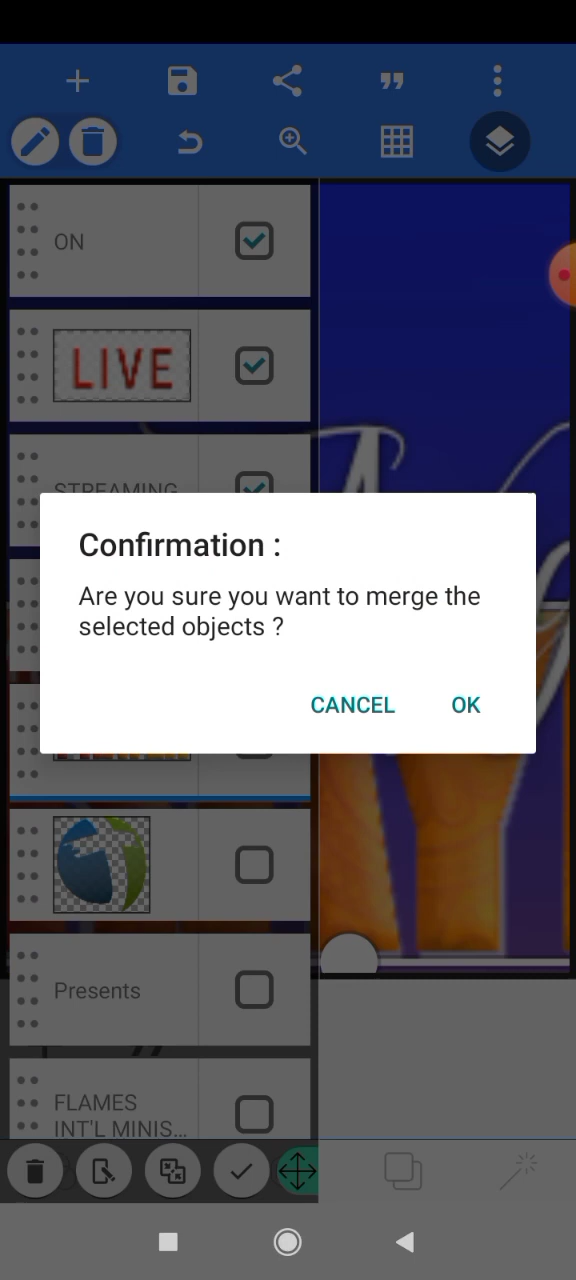 ON
LIVE
STREAMING
Confirmation :
Are you sure you want to merge the
selected objects ?
CANCEL
OK
Presents
FLAMES
INT'L MINIS...